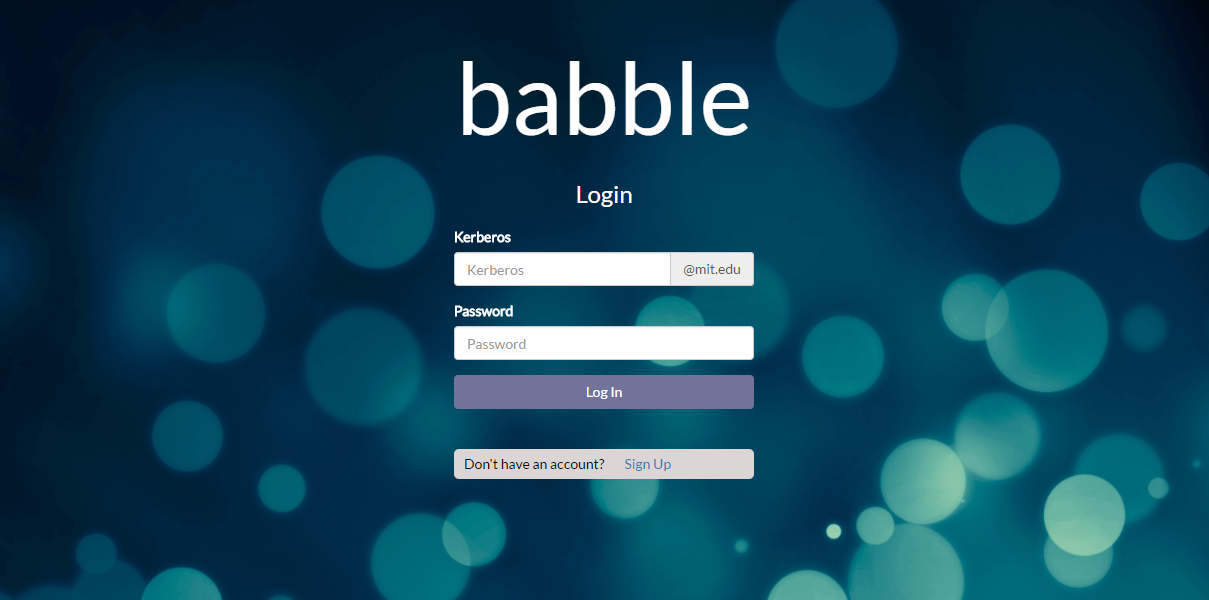 babble
Login
Kerberos
Kerberos @mit.edu
Password
Password
Log In
Don't have an account? Sign Up